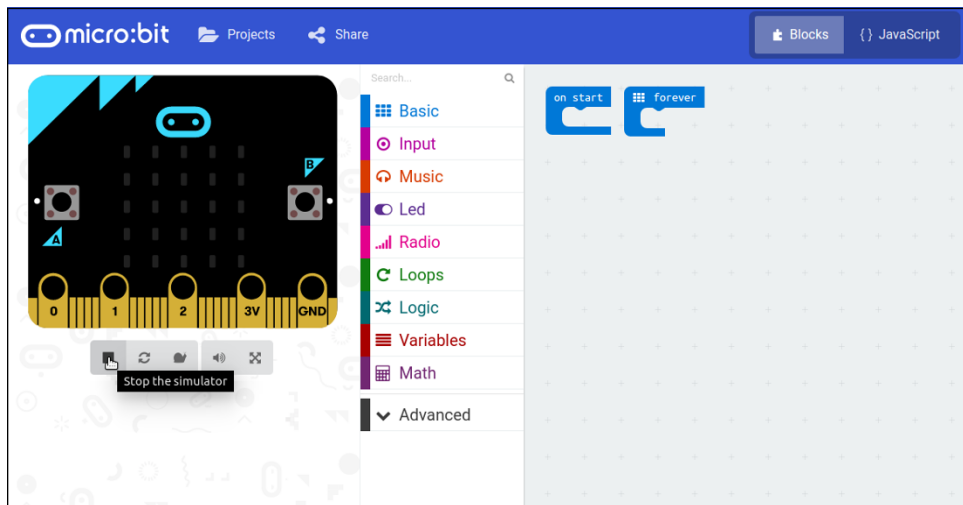 micro:bit
Projects
Share
Blocks
{ } JavaScript
Search...
Basic
Input
Music
Led
Radio
Loops
Logic
Variables
Math
Advanced
on start
forever
A
B
0
1
2
3V
GND
Stop the simulator